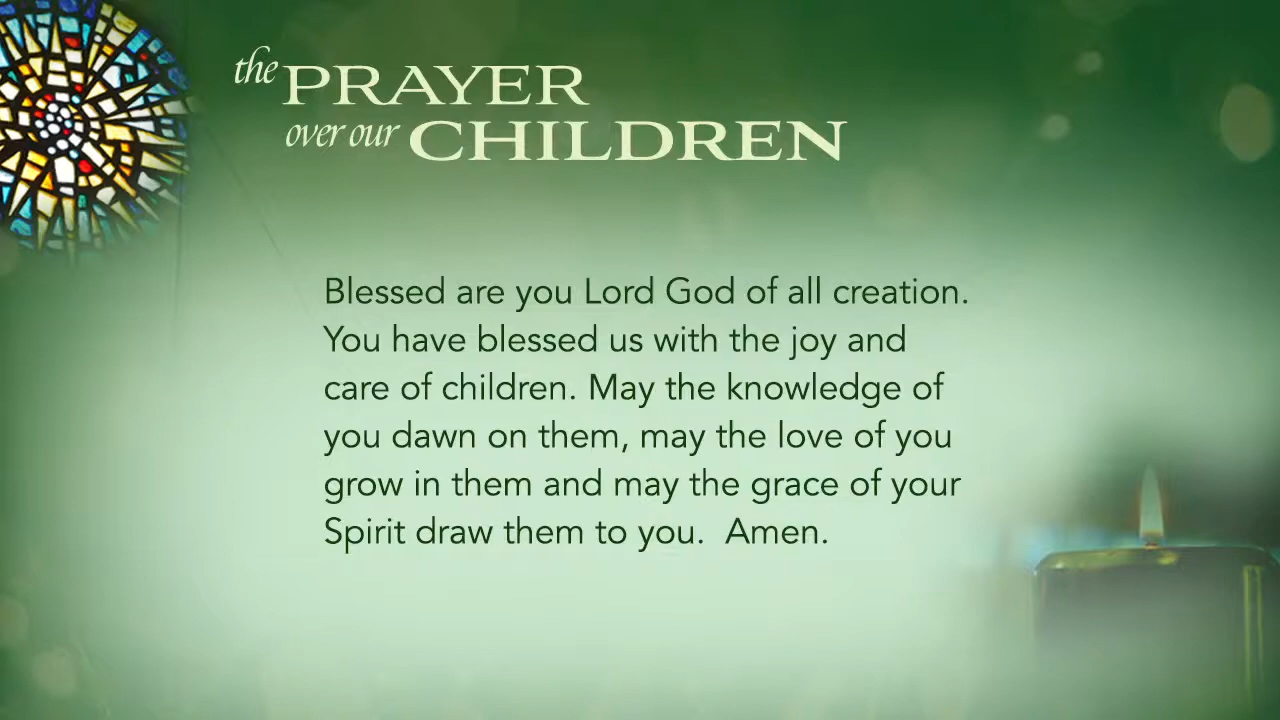 the PRAYER
over our CHILDREN
Blessed are you Lord God of all creation.
You have blessed us with the joy and
care of children. May the knowledge of
you dawn on them, may the love of you
grow in them and may the grace of your
Spirit draw them to you.  Amen.